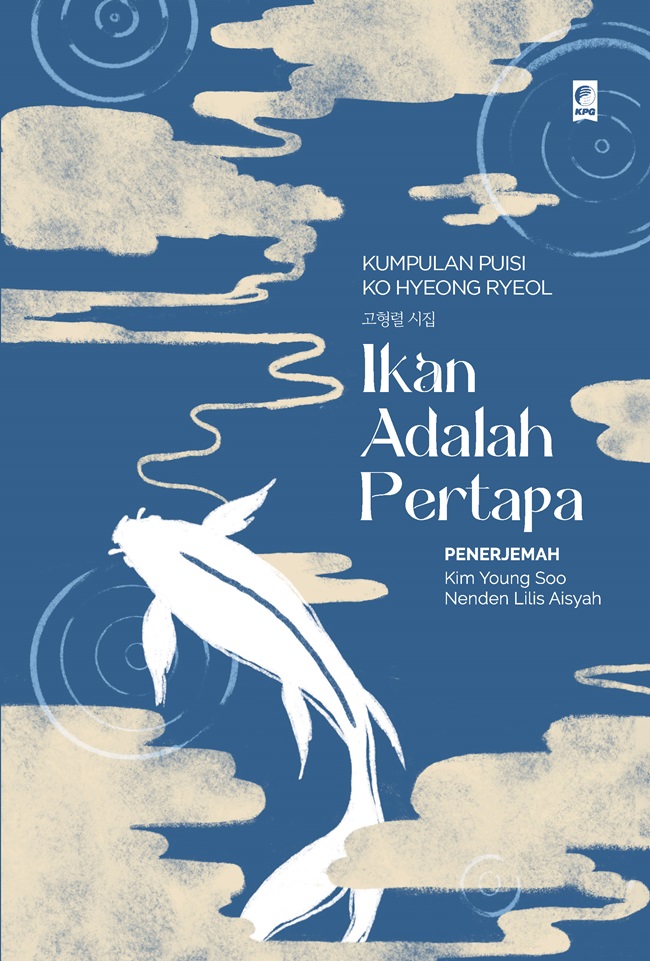 KPG
KUMPULAN PUISI
KO HYEONG RYEOL
고형렬 시집
Ikan
Adalah
Pertapa
PENERJEMAH
Kim Young Soo
Nenden Lilis Aisyah